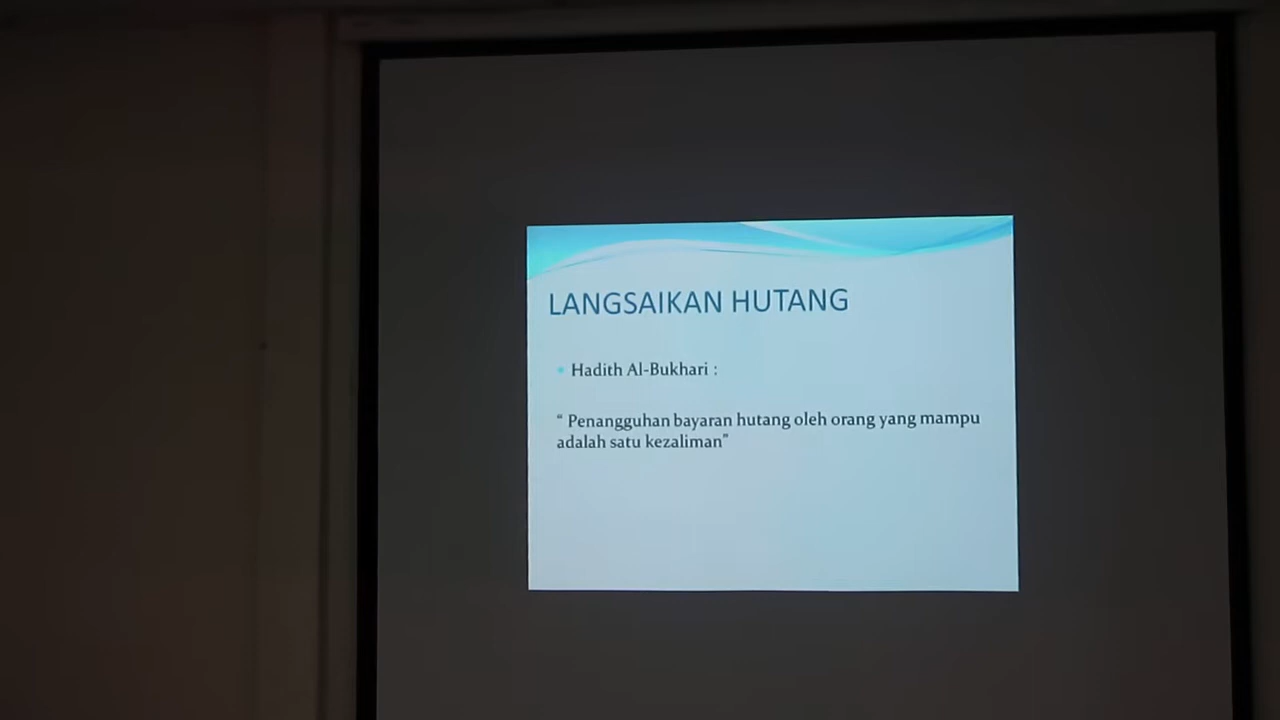 LANGSAIKAN HUTANG
• Hadith Al-Bukhari :
“ Penangguhan bayaran hutang oleh orang yang mampu
adalah satu kezaliman”